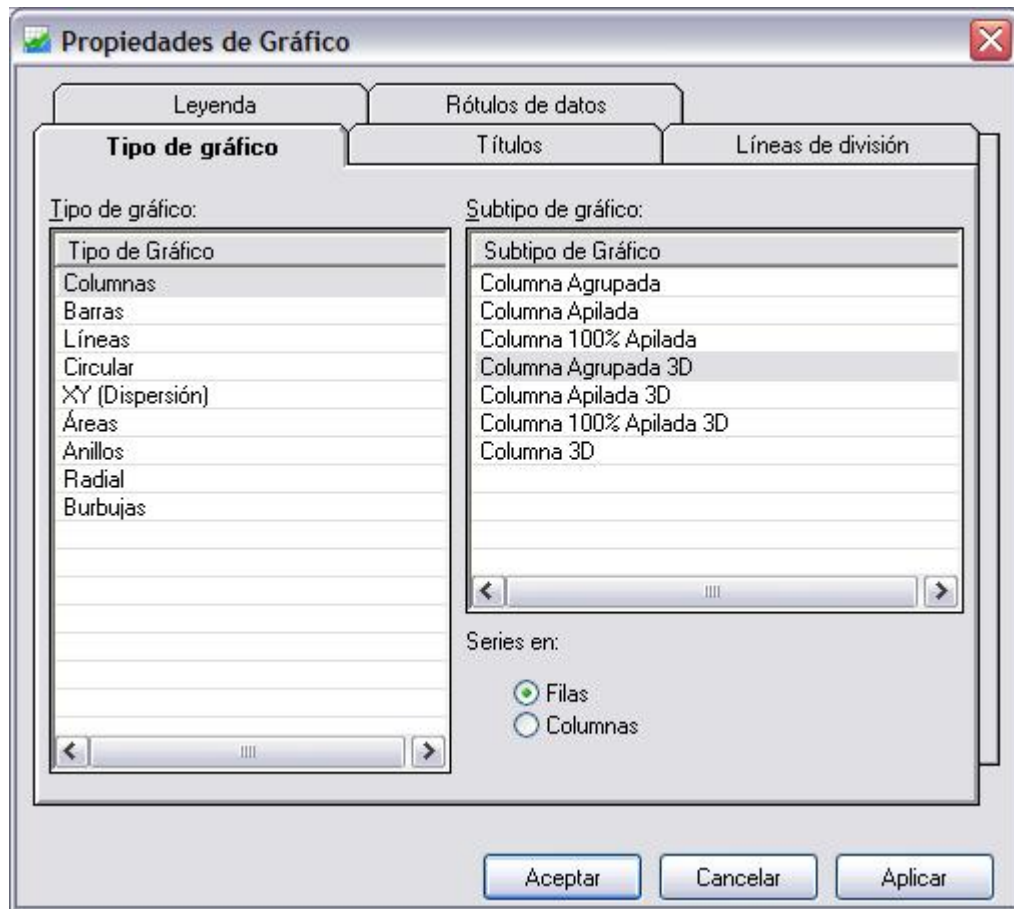 Propiedades de Gráfico
Leyenda
Rótulos de datos
Tipo de gráfico
Títulos
Líneas de división
Tipo de gráfico:
Tipo de Gráfico
Columnas
Barras
Líneas
Circular
XY (Dispersión)
Áreas
Anillos
Radial
Burbujas
Subtipo de gráfico:
Subtipo de Gráfico
Columna Agrupada
Columna Apilada
Columna 100% Apilada
Columna Agrupada 3D
Columna Apilada 3D
Columna 100% Apilada 3D
Columna 3D
Series en:
Filas
Columnas
Aceptar
Cancelar
Aplicar